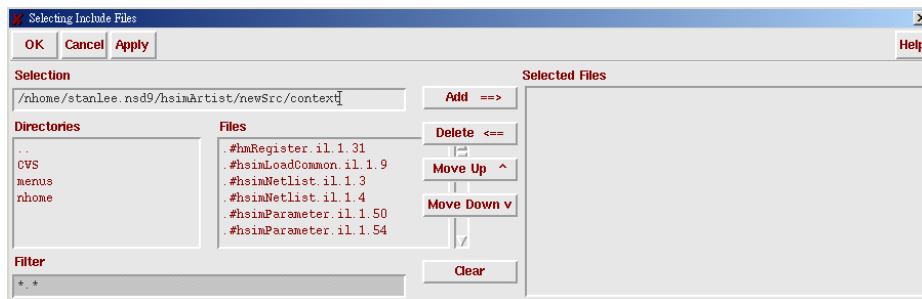 Selecting Include Files
OK Cancel Apply Help
Selection
/nhome/stanlee.nsd9/hsimArtist/newSrc/context
Directories
..
CVS
menus
nhome
Files
.#hmRegister.il.1.31
.#hsimLoadCommon.il.1.9
.#hsimNetlist.il.1.3
.#hsimNetlist.il.1.4
.#hsimParameter.il.1.50
.#hsimParameter.il.1.54
Filter
*.*
Add ==>
Delete <==
Move Up ^
Move Down v
Clear
Selected Files